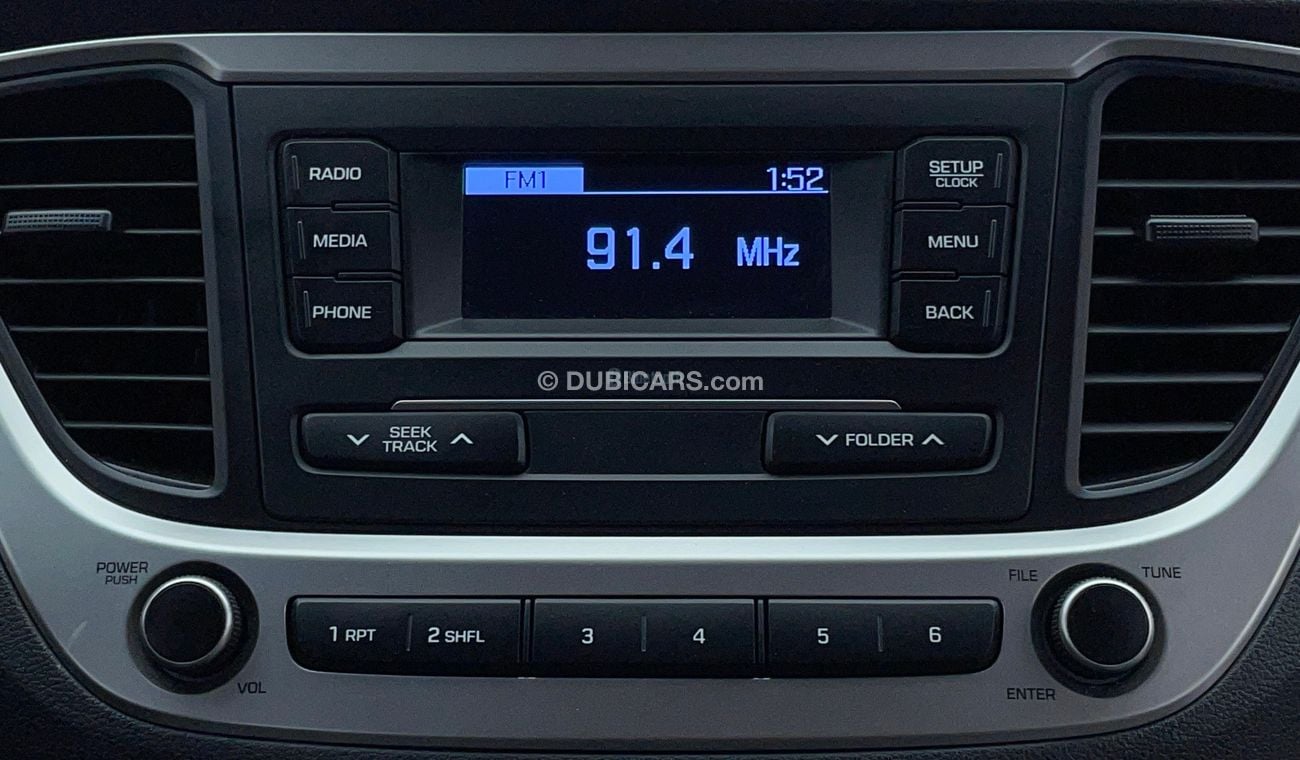 RADIO
MEDIA
PHONE
FM1 1:52
91.4 MHz
SETUP
CLOCK
MENU
BACK
© DUBICARS.com
SEEK
TRACK
FOLDER
POWER
PUSH
VOL
1 RPT 2 SHFL 3 4 5 6
FILE TUNE
ENTER